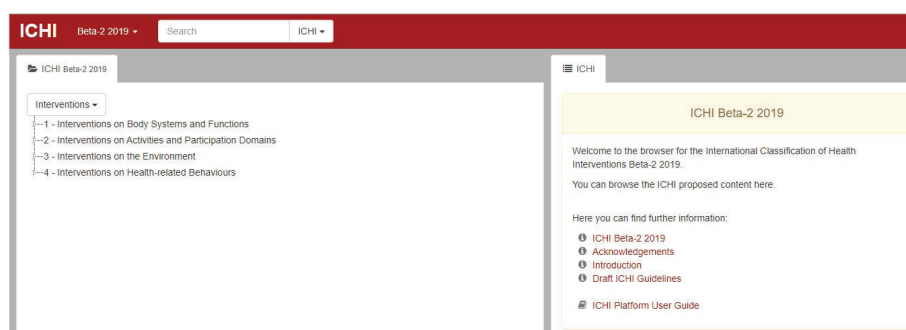 ICHI Beta-2 2019 Search ICHI
ICHI Beta-2 2019
Interventions
1 - Interventions on Body Systems and Functions
2 - Interventions on Activities and Participation Domains
3 - Interventions on the Environment
4 - Interventions on Health-related Behaviours
ICHI
ICHI Beta-2 2019
Welcome to the browser for the International Classification of Health
Interventions Beta-2 2019.
You can browse the ICHI proposed content here.
Here you can find further information:
ICHI Beta-2 2019
Acknowledgements
Introduction
Draft ICHI Guidelines
ICHI Platform User Guide